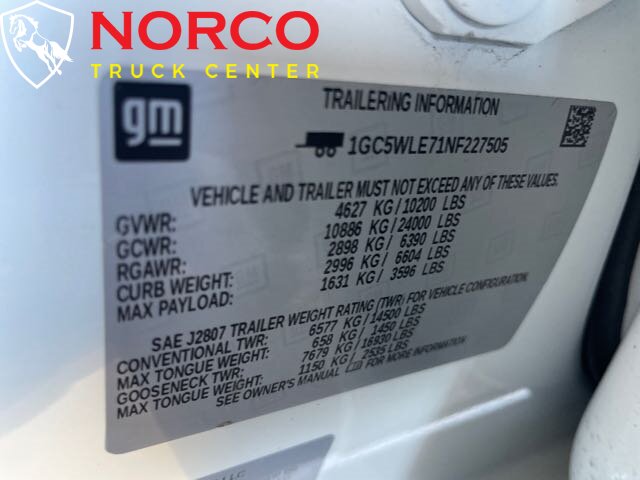 NORCO
TRUCK CENTER
gm
TRAILERING INFORMATION
1GC5WLE71NF227505
VEHICLE AND TRAILER MUST NOT EXCEED ANY OF THESE VALUES.
GVWR: 4627 KG/10200 LBS
GCWR: 10886 KG/24000 LBS
RGAWR: 2898 KG/ 6390 LBS
CURB WEIGHT: 2996 KG/ 6604 LBS
MAX PAYLOAD: 1631 KG/ 3596 LBS
SAE J2807 TRAILER WEIGHT RATING (TWR) FOR VEHICLE CONFIGURATION.
CONVENTIONAL TWR: 6577 KG/14500 LBS
MAX TONGUE WEIGHT: 658 KG/ 1450 LBS
GOOSENECK TWR: 7679 KG/16930 LBS
MAX TONGUE WEIGHT: 1150 KG/ 2535 LBS
SEE OWNER'S MANUAL FOR MORE INFORMATION